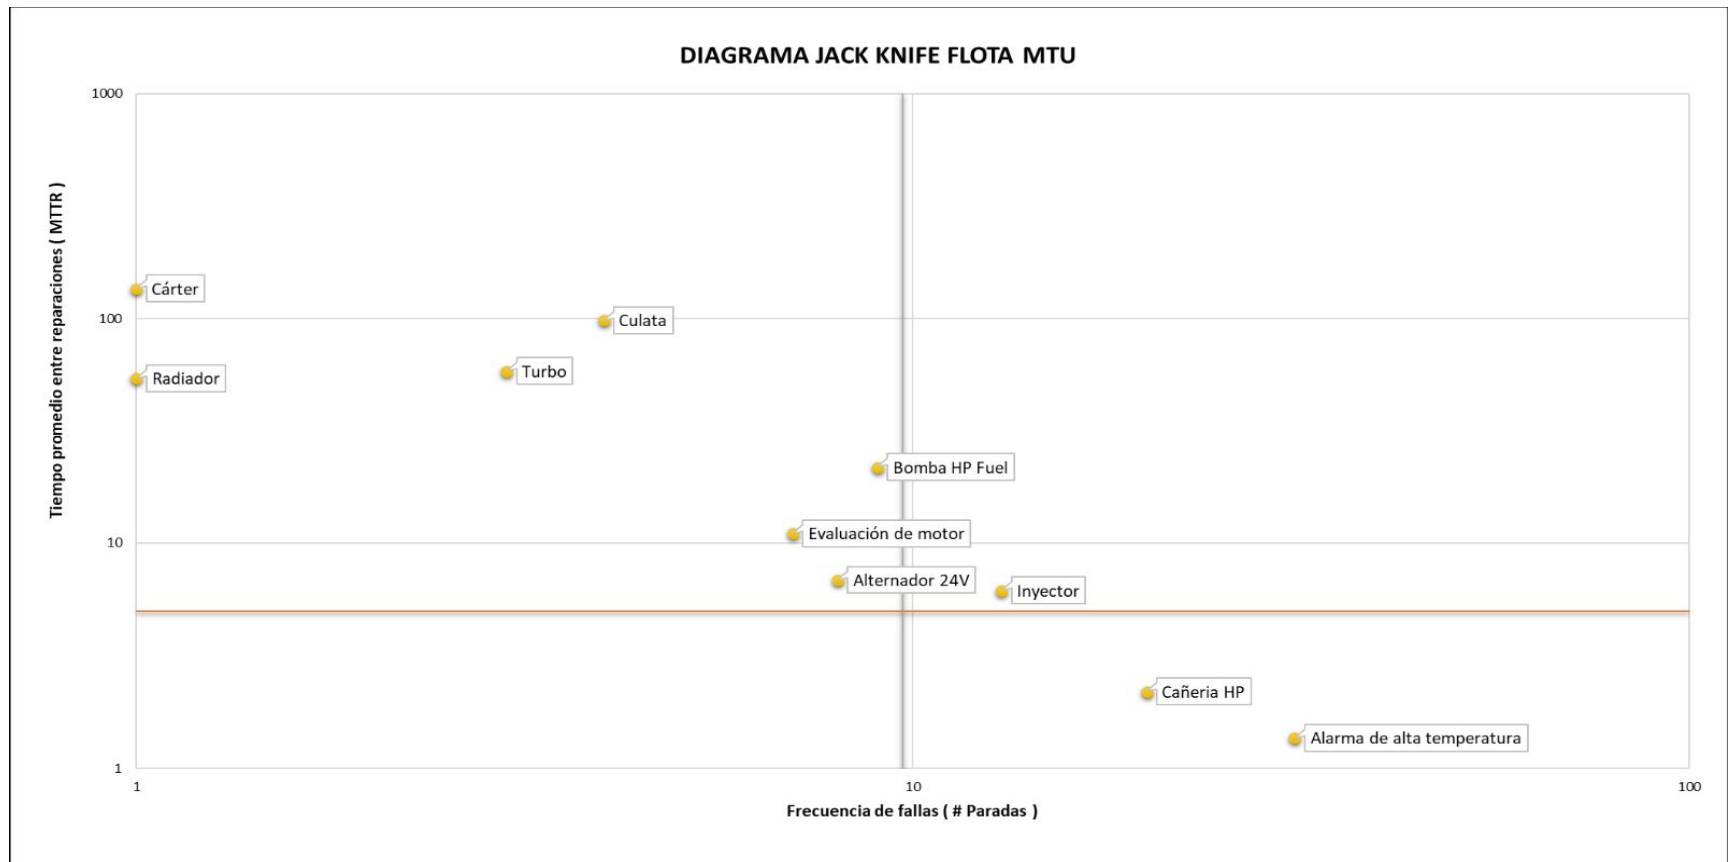 DIAGRAMA JACK KNIFE FLOTA MTU
Tiempo promedio entre reparaciones ( MTTR )
1000
100
10
1
Cárter
Culata
Turbo
Radiador
Bomba HP Fuel
Evaluación de motor
Alternador 24V
Inyector
Cañeria HP
Alarma de alta temperatura
1
10
100
Frecuencia de fallas ( # Paradas )